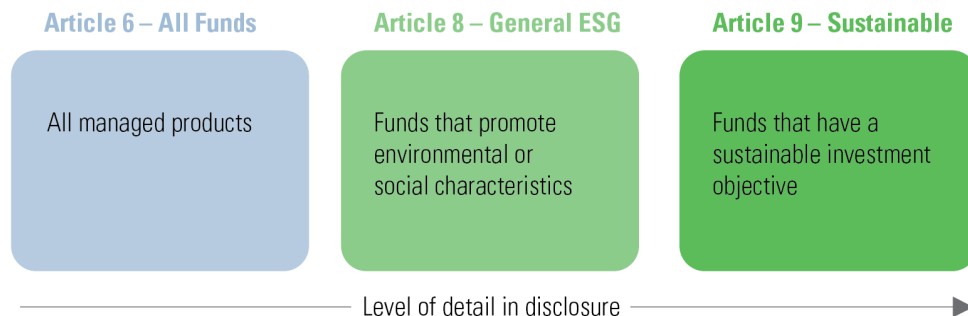 Article 6 – All Funds
Article 8 – General ESG
Article 9 – Sustainable
All managed products
Funds that promote
environmental or
social characteristics
Funds that have a
sustainable investment
objective
Level of detail in disclosure